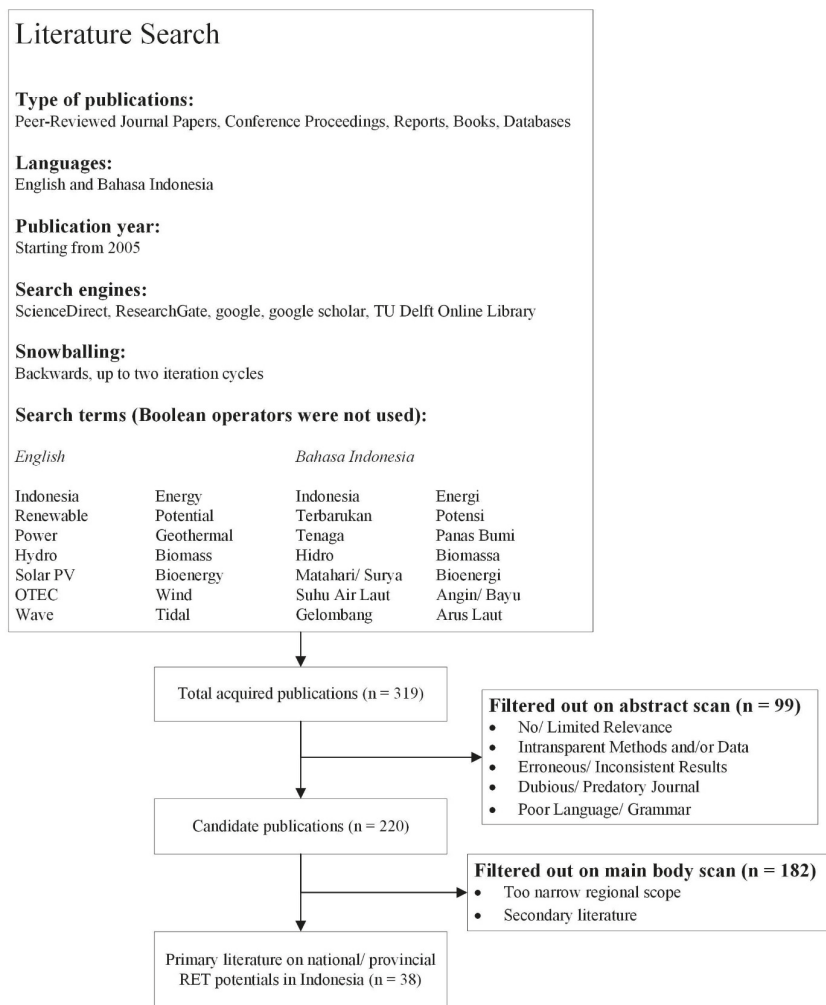 Literature Search
Type of publications:
Peer-Reviewed Journal Papers, Conference Proceedings, Reports, Books, Databases
Languages:
English and Bahasa Indonesia
Publication year:
Starting from 2005
Search engines:
ScienceDirect, ResearchGate, google, google scholar, TU Delft Online Library
Snowballing:
Backwards, up to two iteration cycles
Search terms (Boolean operators were not used):
English Bahasa Indonesia
Indonesia Energy Indonesia Energi
Renewable Potential Terbarukan Potensi
Power Geothermal Tenaga Panas Bumi
Hydro Biomass Hidro Biomassa
Solar PV Bioenergy Matahari/ Surya Bioenergi
OTEC Wind Suhu Air Laut Angin/ Bayu
Wave Tidal Gelombang Arus Laut
Total acquired publications (n = 319)
Filtered out on abstract scan (n = 99)
• No/ Limited Relevance
• Intransparent Methods and/or Data
• Erroneous/ Inconsistent Results
• Dubious/ Predatory Journal
• Poor Language/ Grammar
Candidate publications (n = 220)
Filtered out on main body scan (n = 182)
• Too narrow regional scope
• Secondary literature
Primary literature on national/ provincial
RET potentials in Indonesia (n = 38)